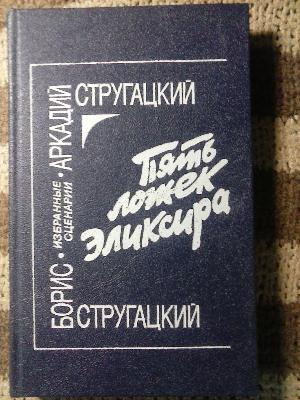 АРКАДИЙ
СТРУГАЦКИЙ
Пять
ложек
эликсира
• ИЗБРАННЫЕ
СЦЕНАРИИ •
БОРИС
СТРУГАЦКИЙ